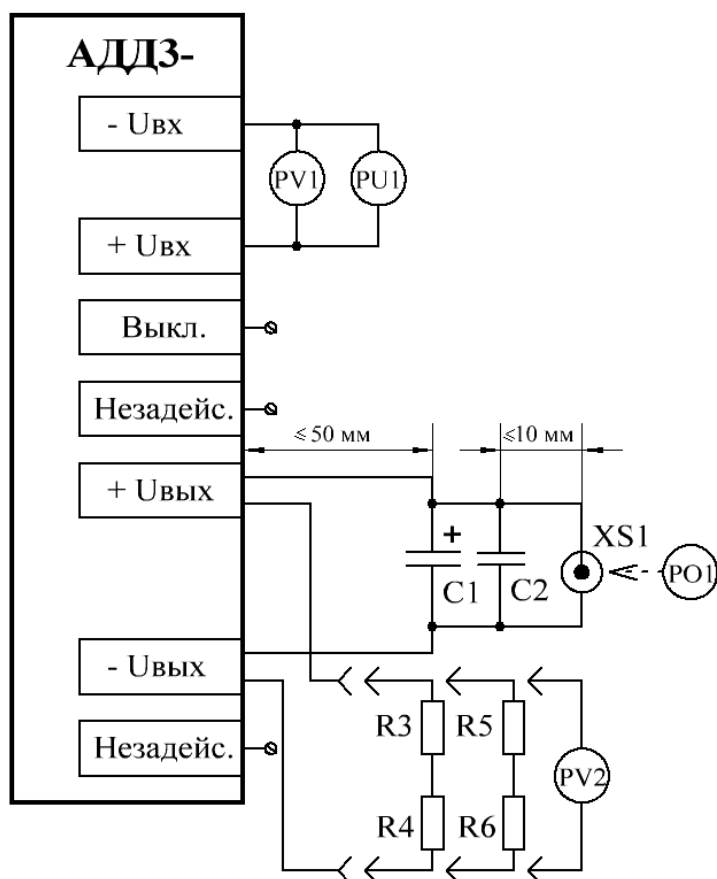 АДД3-
- Uвх
PV1
PU1
+ Uвх
Выкл.
Незадейс.
≤ 50 мм
≤10 мм
+ Uвых
+
XS1
C1
C2
PO1
- Uвых
R3
R5
Незадейс.
PV2
R4
R6